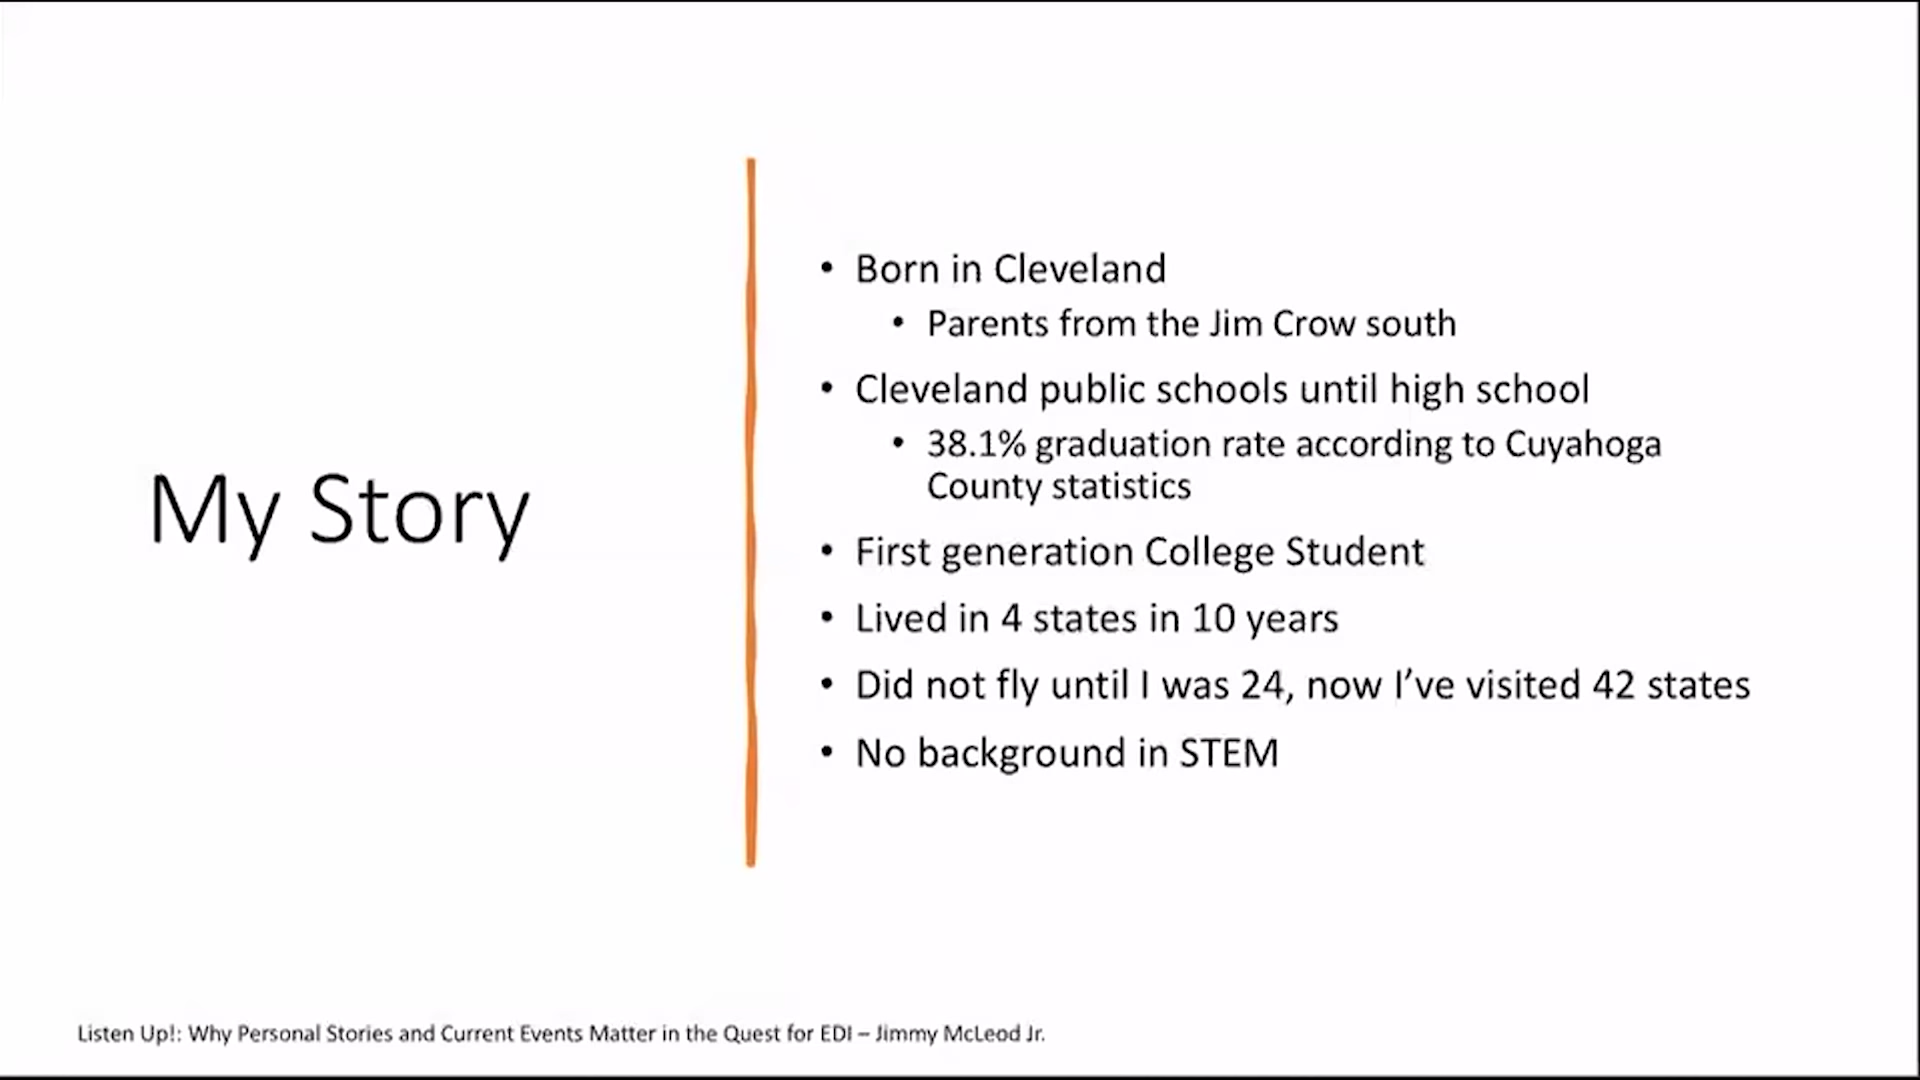 My Story
• Born in Cleveland
• Parents from the Jim Crow south
• Cleveland public schools until high school
• 38.1% graduation rate according to Cuyahoga
County statistics
• First generation College Student
• Lived in 4 states in 10 years
• Did not fly until I was 24, now I’ve visited 42 states
• No background in STEM
Listen Up!: Why Personal Stories and Current Events Matter in the Quest for EDI – Jimmy McLeod Jr.